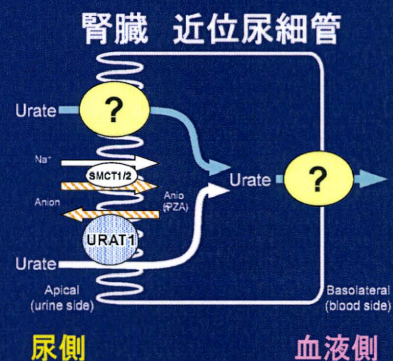 腎臓 近位尿細管
?
Urate
Na⁺
SMCT1/2
Anion
Anio
(PZA)
URAT1
Urate
Urate
?
Apical
(urine side)
Basolateral
(blood side)
尿側
血液側